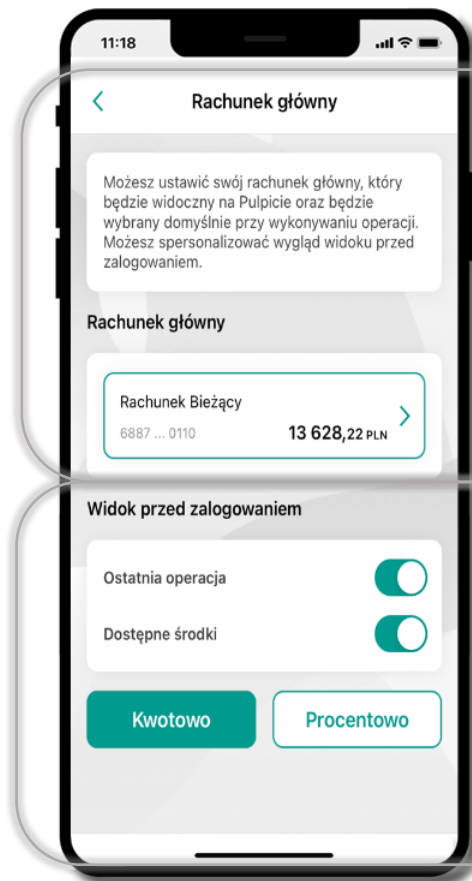 11:18
Rachunek główny
Możesz ustawić swój rachunek główny, który
będzie widoczny na Pulpicie oraz będzie
wybrany domyślnie przy wykonywaniu operacji.
Możesz spersonalizować wygląd widoku przed
zalogowaniem.
Rachunek główny
Rachunek Bieżący
6887 ... 0110 13 628,22 PLN
Widok przed zalogowaniem
Ostatnia operacja
Dostępne środki
Kwotowo Procentowo